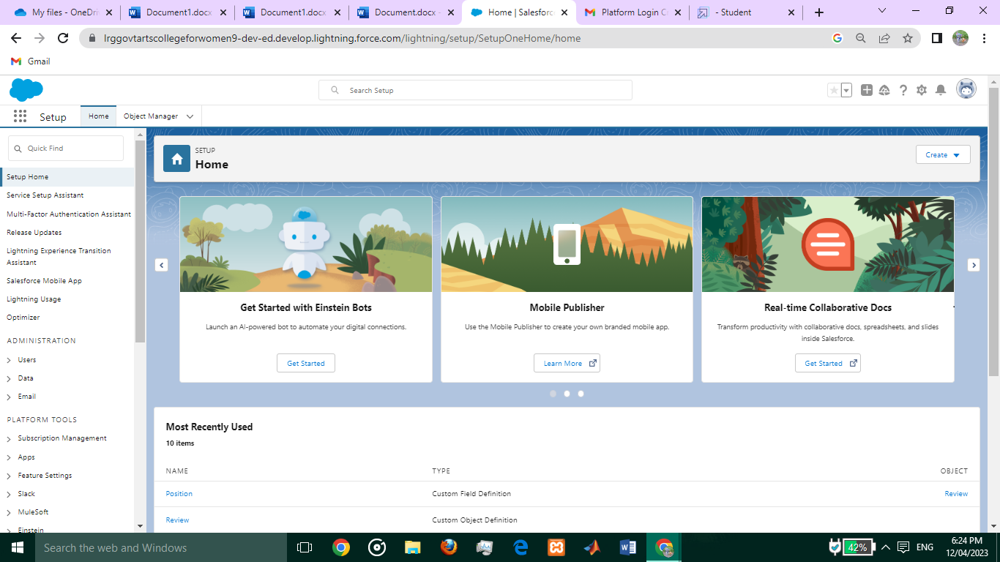 My files - OneDri
Document1.docx
Document1.docx
Document.docx -
Home | Salesforc
Platform Login C
- Student
lrggovtartscollegeforwomen9-dev-ed.develop.lightning.force.com/lightning/setup/SetupOneHome/home
Gmail
Search Setup
Setup
Home
Object Manager
Quick Find
Setup Home
Service Setup Assistant
Multi-Factor Authentication Assistant
Release Updates
Lightning Experience Transition
Assistant
Salesforce Mobile App
Lightning Usage
Optimizer
ADMINISTRATION
Users
Data
Email
PLATFORM TOOLS
Subscription Management
Apps
Feature Settings
Slack
MuleSoft
Einstein
SETUP
Home
Create
Get Started with Einstein Bots
Launch an AI-powered bot to automate your digital connections.
Get Started
Mobile Publisher
Use the Mobile Publisher to create your own branded mobile app.
Learn More
Real-time Collaborative Docs
Transform productivity with collaborative docs, spreadsheets, and slides
inside Salesforce.
Get Started
Most Recently Used
10 items
NAME TYPE OBJECT
Position Custom Field Definition Review
Review Custom Object Definition
Search the web and Windows
42%
ENG
6:24 PM
12/04/2023